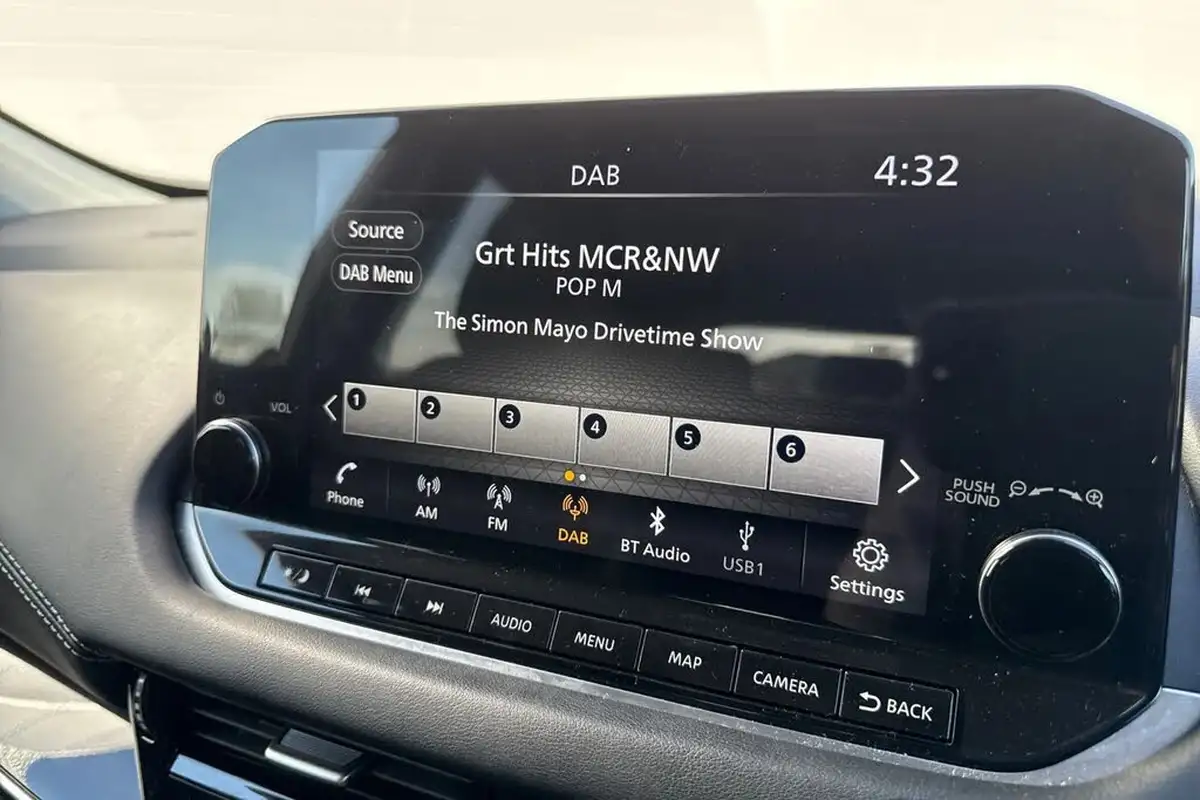 DAB
4:32
Source
DAB Menu
Grt Hits MCR&NW
POP M
The Simon Mayo Drivetime Show
VOL
1
2
3
4
5
6
PUSH
SOUND
Phone
AM
FM
DAB
BT Audio
USB1
Settings
AUDIO
MENU
MAP
CAMERA
BACK